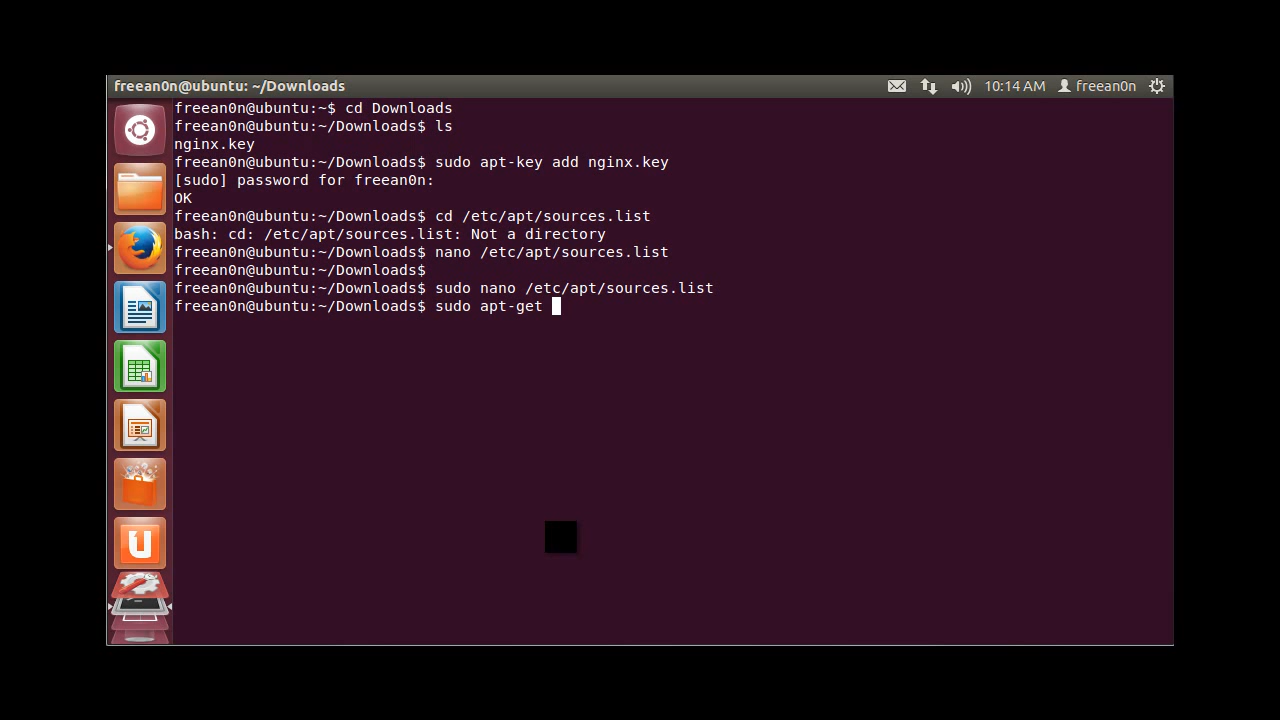 freean0n@ubuntu: ~/Downloads
10:14 AM
freean0n
freean0n@ubuntu:~$ cd Downloads
freean0n@ubuntu:~/Downloads$ ls
nginx.key
freean0n@ubuntu:~/Downloads$ sudo apt-key add nginx.key
[sudo] password for freean0n:
OK
freean0n@ubuntu:~/Downloads$ cd /etc/apt/sources.list
bash: cd: /etc/apt/sources.list: Not a directory
freean0n@ubuntu:~/Downloads$ nano /etc/apt/sources.list
freean0n@ubuntu:~/Downloads$
freean0n@ubuntu:~/Downloads$ sudo nano /etc/apt/sources.list
freean0n@ubuntu:~/Downloads$ sudo apt-get